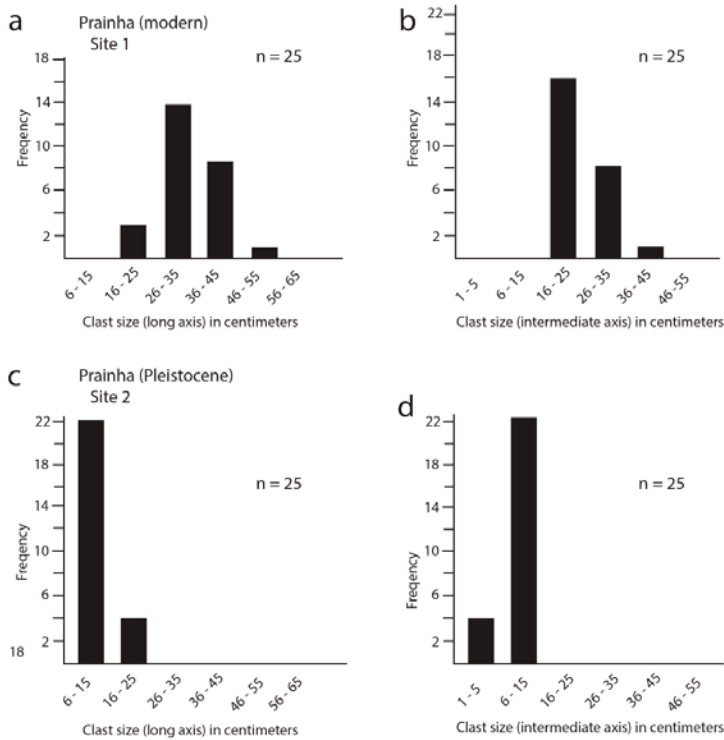 a
Prainha (modern)
Site 1
n = 25
18
14
10
6
2
Freqency
6 - 15
16 - 25
26 - 35
36 - 45
46 - 55
56 - 65
Clast size (long axis) in centimeters
b
n = 25
22
18
14
10
6
2
Freqency
1 - 5
6 - 15
16 - 25
26 - 35
36 - 45
46 -55
Clast size (intermediate axis) in centimeters
c
Prainha (Pleistocene)
Site 2
n = 25
22
18
14
10
6
2
Freqency
18
6 - 15
16 - 25
26 - 35
36 - 45
46 - 55
56 - 65
Clast size (long axis) in centimeters
d
n = 25
22
18
14
10
6
2
Freqency
1 - 5
6 - 15
16 - 25
26 - 35
36 - 45
46 - 55
Clast size (intermediate axis) in centimeters